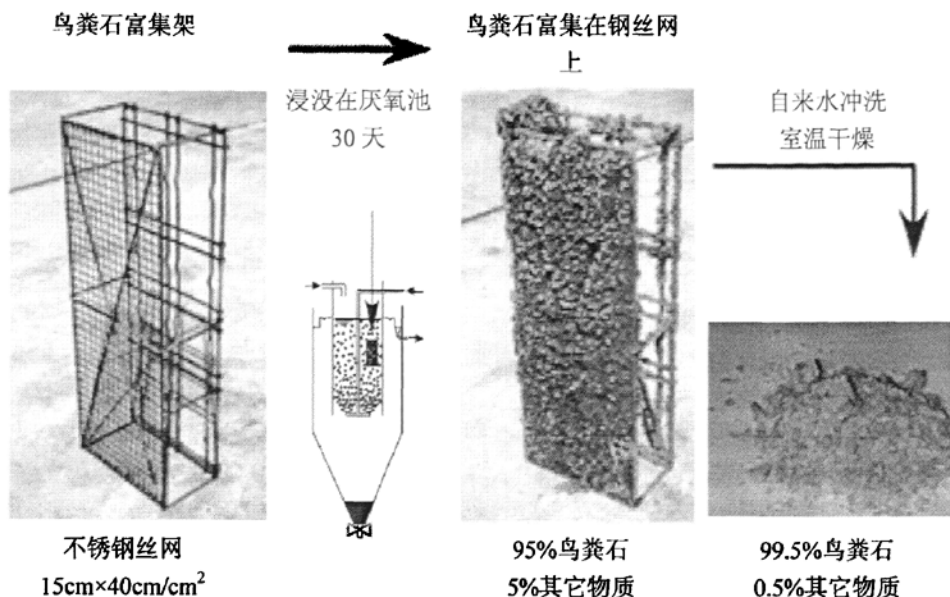 鸟粪石富集架
浸没在厌氧池
30 天
鸟粪石富集在钢丝网
上
自来水冲洗
室温干燥
不锈钢丝网
15cm×40cm/cm²
95%鸟粪石
5%其它物质
99.5%鸟粪石
0.5%其它物质